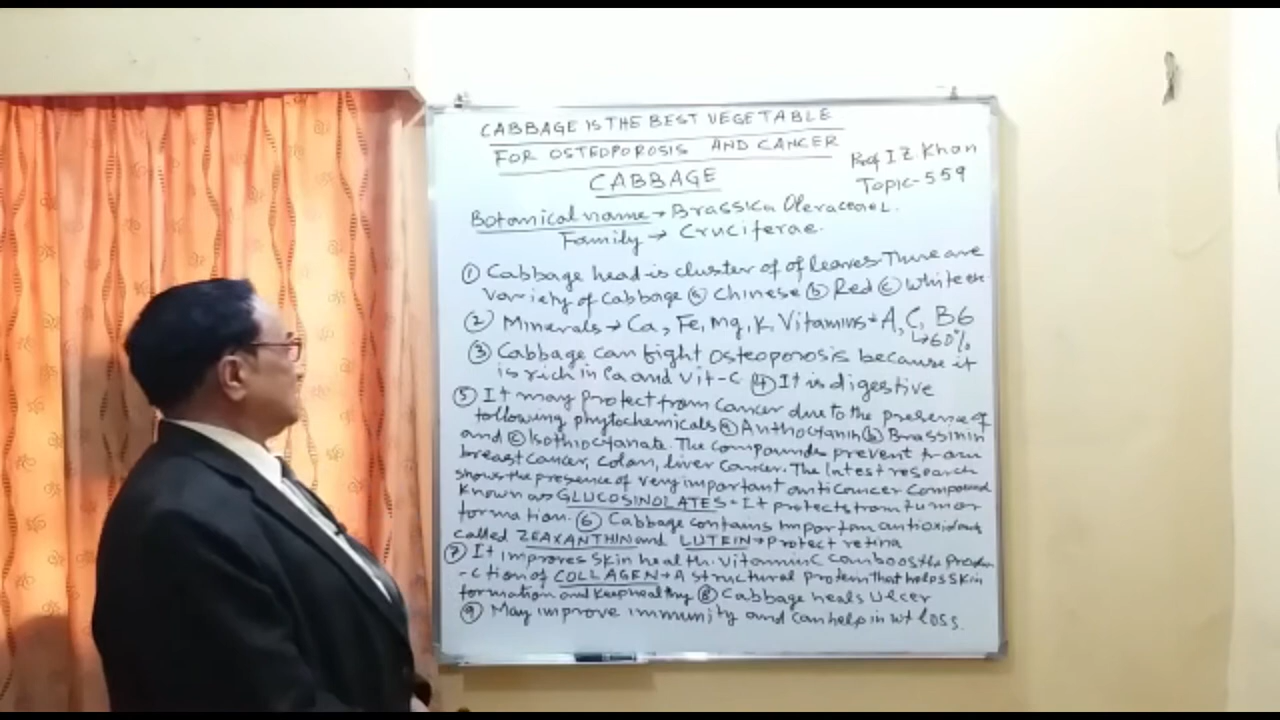 CABBAGE IS THE BEST VEGETABLE
FOR OSTEOPOROSIS AND CANCER
CABBAGE
Prof I Z Khan
Topic-559
Botanical name → Brassika Oleraceae L.
Family → Cruciferae.
① Cabbage head is cluster of of leaves. There are
Variety of Cabbage ⓐ Chinese ⓑ Red ⓒ White etc
② Minerals → Ca, Fe, Mg, K, Vitamins → A, C, B6
↳ 60%
③ Cabbage can fight osteoporosis because it
is rich in Ca and Vit-C ④ It is digestive
⑤ It may protect from cancer due to the presence of
following phytochemicals ⓐ Anthocyanin ⓑ Brassinin
and ⓒ Isothiocyanate. The compounds prevent from
breast cancer, colon, liver cancer. The latest research
shows the presence of very important anticancer compound
known as GLUCOSINOLATES - It protects from tumor
formation. ⑥ Cabbage contains importan antioxidants
called ZEAXANTHIN and LUTEIN → protect retina
⑦ It improves skin health. Vitamin C can boost the produ
-ction of COLLAGEN → A structural protein that helps skin
formation and keep healthy ⑧ Cabbage heals ulcer
⑨ May improve immunity and can help in wt loss.